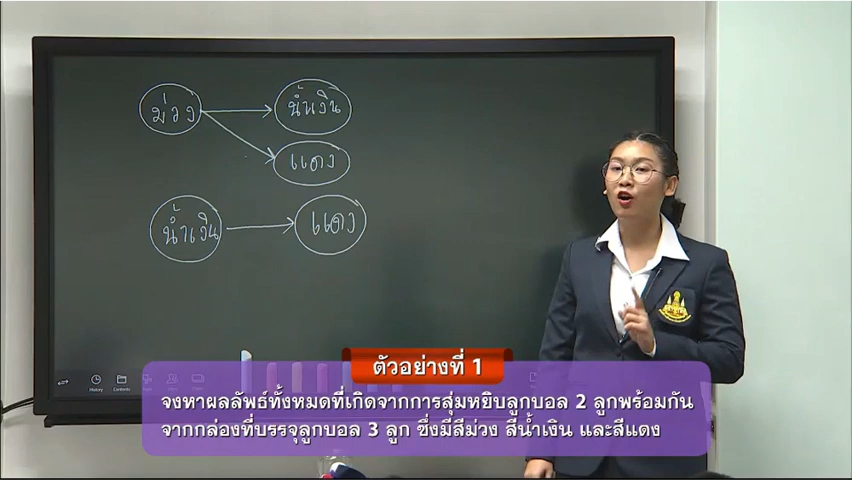 ม่วง
น้ำเงิน
แดง
น้ำเงิน
แดง
History
Contents
ตัวอย่างที่ 1
จงหาผลลัพธ์ทั้งหมดที่เกิดจากการสุ่มหยิบลูกบอล 2 ลูกพร้อมกัน
จากกล่องที่บรรจุลูกบอล 3 ลูก ซึ่งมีสีม่วง สีน้ำเงิน และสีแดง